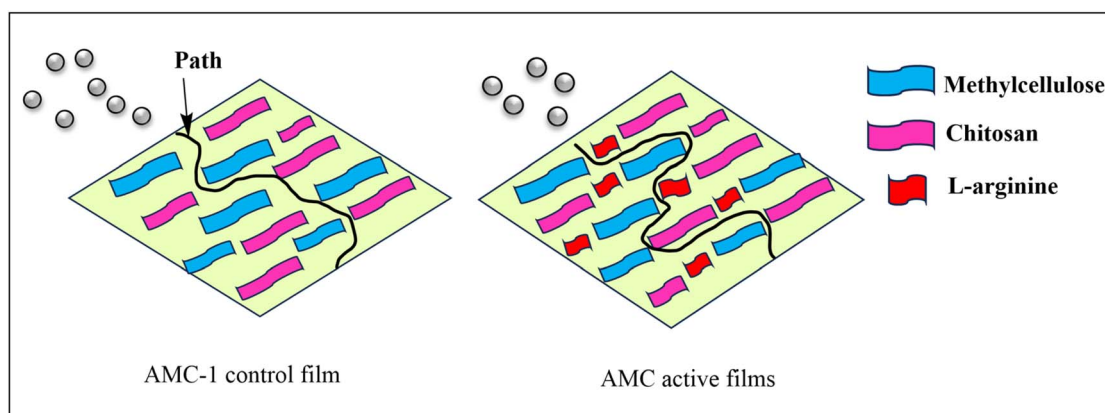 Path
Methylcellulose
Chitosan
L-arginine
AMC-1 control film
AMC active films